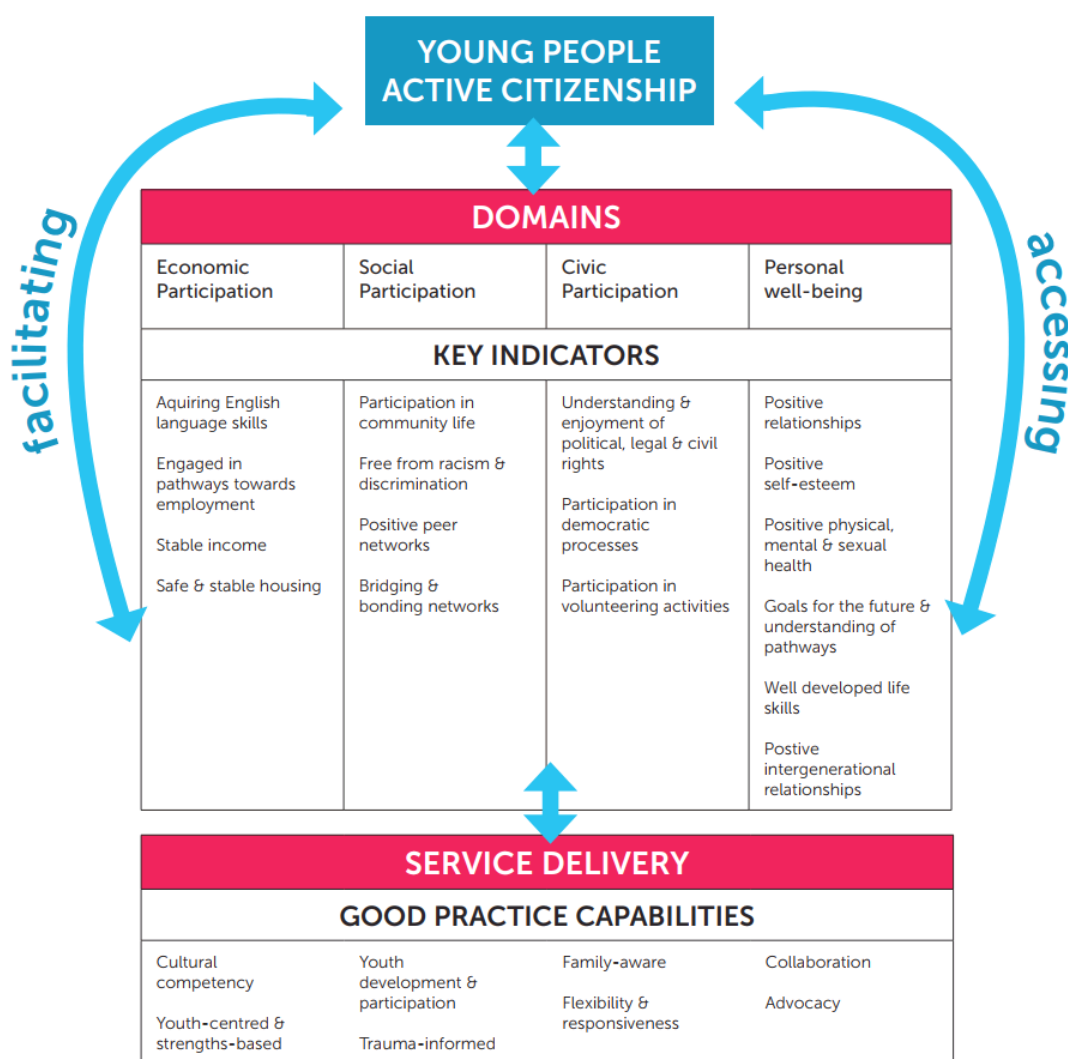 YOUNG PEOPLE
ACTIVE CITIZENSHIP
facilitating
accessing
DOMAINS
Economic
Participation
Social
Participation
Civic
Participation
Personal
well-being
KEY INDICATORS
Aquiring English
language skills
Engaged in
pathways towards
employment
Stable income
Safe & stable housing
Participation in
community life
Free from racism &
discrimination
Positive peer
networks
Bridging &
bonding networks
Understanding &
enjoyment of
political, legal & civil
rights
Participation in
democratic
processes
Participation in
volunteering activities
Positive
relationships
Positive
self-esteem
Positive physical,
mental & sexual
health
Goals for the future &
understanding of
pathways
Well developed life
skills
Postive
intergenerational
relationships
SERVICE DELIVERY
GOOD PRACTICE CAPABILITIES
Cultural
competency
Youth-centred &
strengths-based
Youth
development &
participation
Trauma-informed
Family-aware
Flexibility &
responsiveness
Collaboration
Advocacy